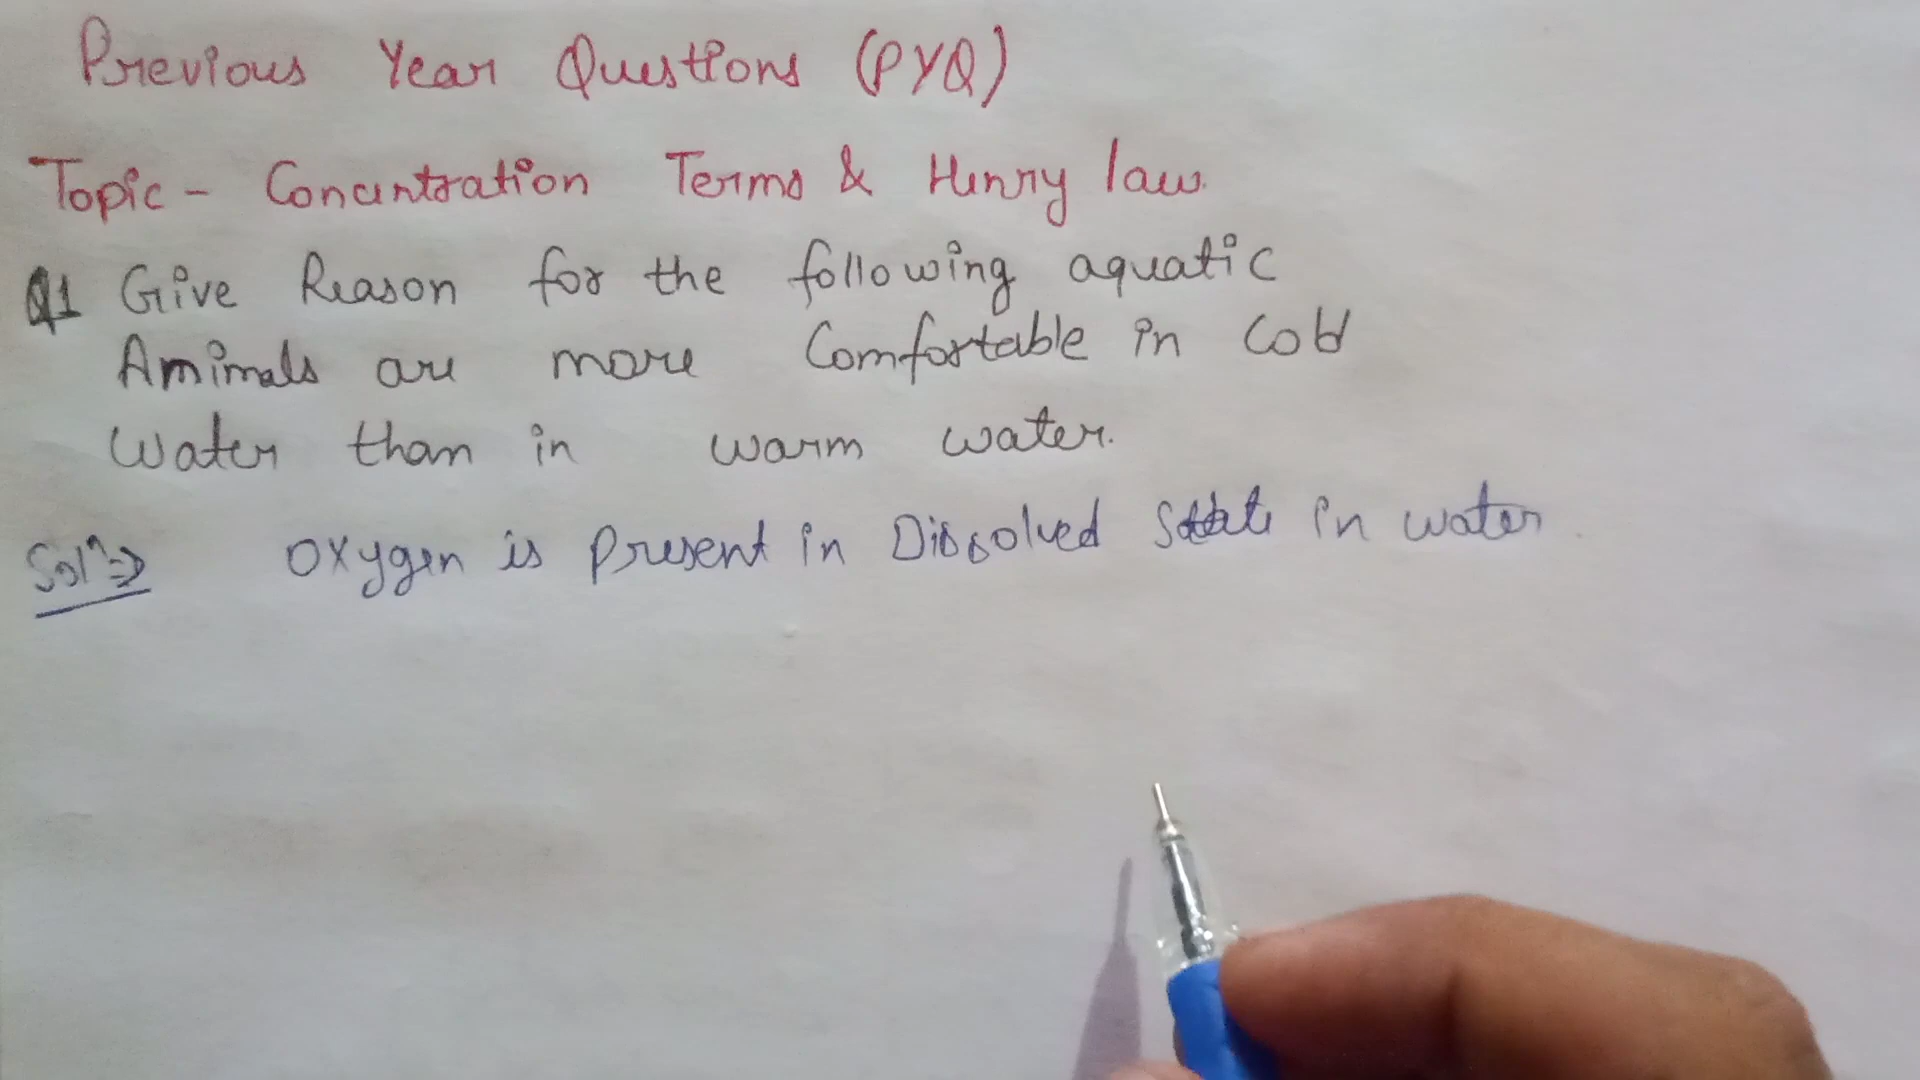 Previous Year Questions (PYQ)
Topic - Concentration Terms & Henry law.
Q1 Give Reason for the following aquatic
Animals are more Comfortable in Cold
Water than in warm water.
Solⁿ⇒ Oxygen is Present in Dissolved State in water.